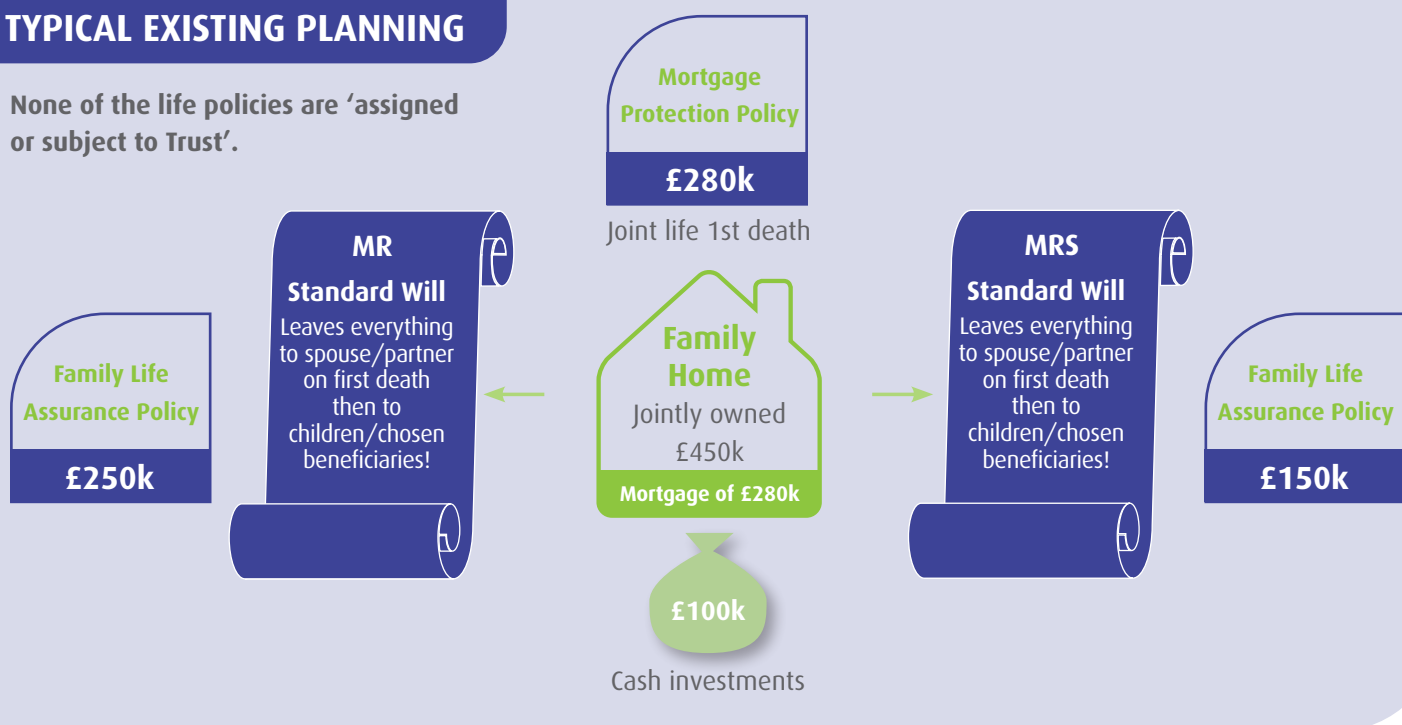 TYPICAL EXISTING PLANNING
None of the life policies are ‘assigned
or subject to Trust’.
Mortgage
Protection Policy
£280k
Joint life 1st death
MR
Standard Will
Leaves everything
to spouse/partner
on first death
then to
children/chosen
beneficiaries!
Family Life
Assurance Policy
£250k
Family
Home
Jointly owned
£450k
Mortgage of £280k
£100k
Cash investments
MRS
Standard Will
Leaves everything
to spouse/partner
on first death
then to
children/chosen
beneficiaries!
Family Life
Assurance Policy
£150k